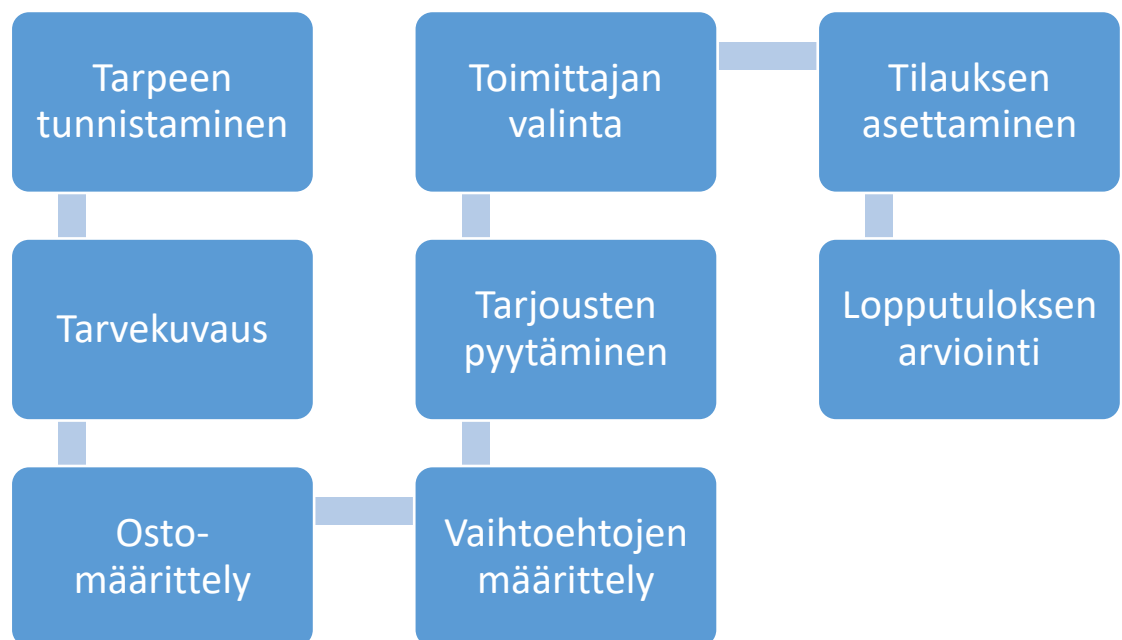 Tarpeen
tunnistaminen
Tarvekuvaus
Osto-
määrittely
Vaihtoehtojen
määrittely
Tarjousten
pyytäminen
Toimittajan
valinta
Tilauksen
asettaminen
Lopputuloksen
arviointi